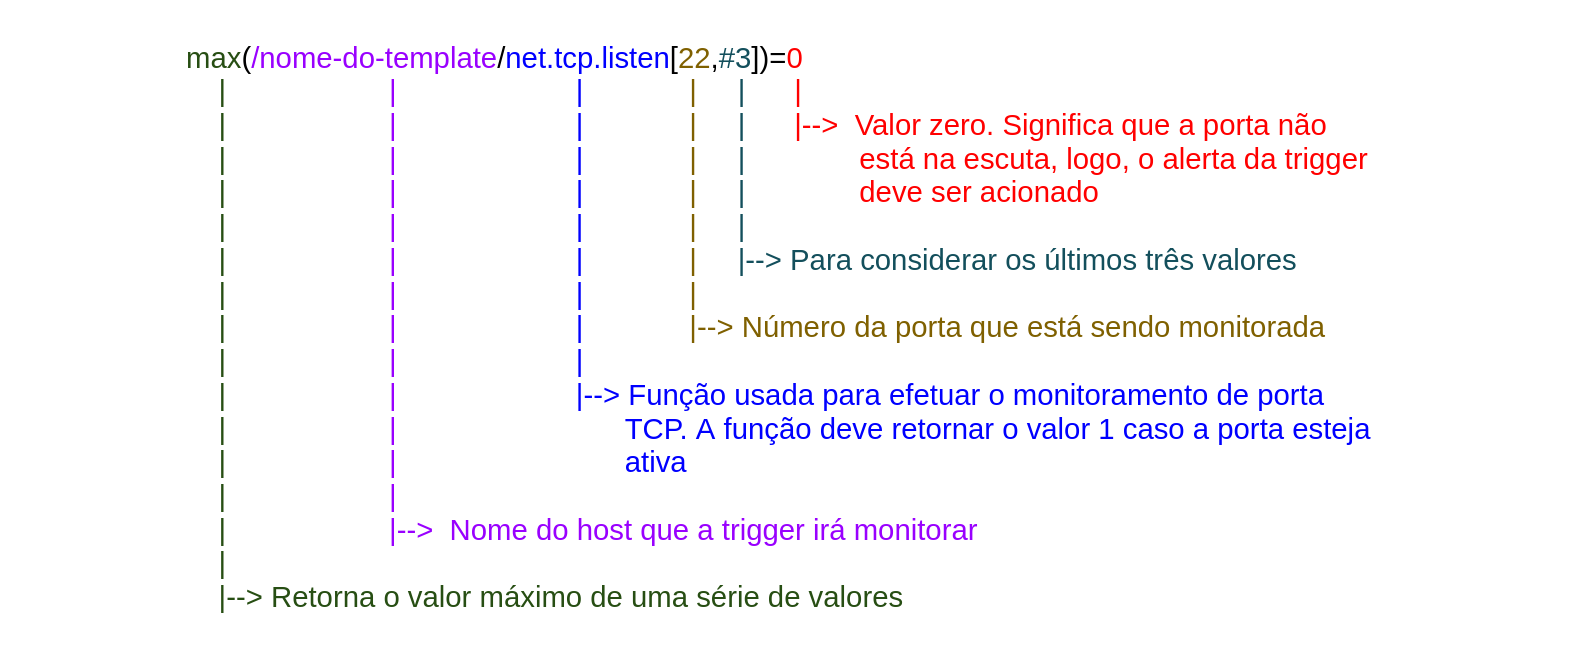 max(/nome-do-template/net.tcp.listen[22,#3])=0
| | | | | |
| | | | | |--> Valor zero. Significa que a porta não
| | | | | está na escuta, logo, o alerta da trigger
| | | | | deve ser acionado
| | | | |
| | | | |--> Para considerar os últimos três valores
| | | |
| | | |--> Número da porta que está sendo monitorada
| | |
| | |--> Função usada para efetuar o monitoramento de porta
| | TCP. A função deve retornar o valor 1 caso a porta esteja
| | ativa
| |
| |--> Nome do host que a trigger irá monitorar
|
|--> Retorna o valor máximo de uma série de valores